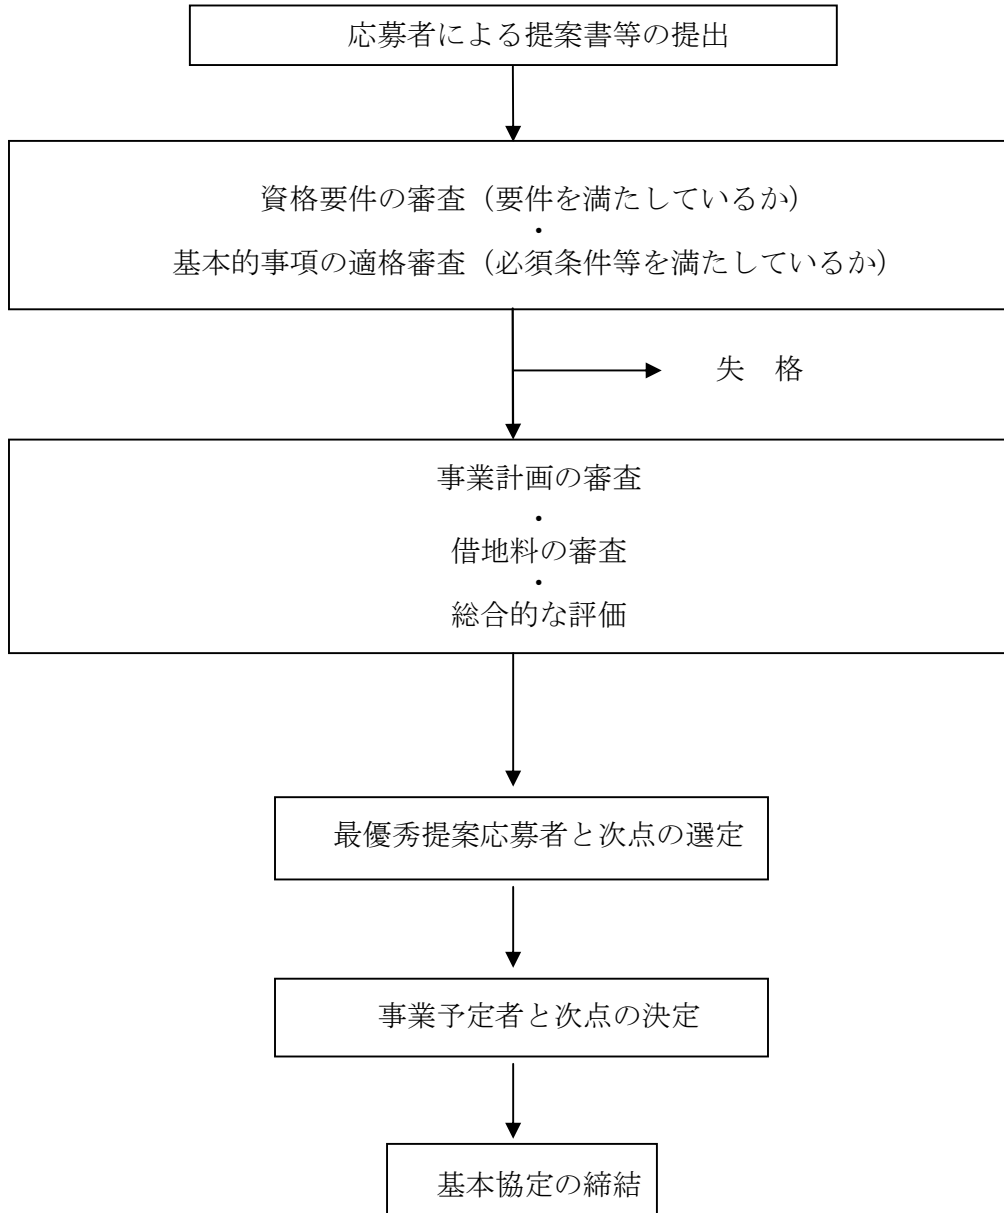 応募者による提案書等の提出
資格要件の審査（要件を満たしているか）
・
基本的事項の適格審査（必須条件等を満たしているか）
失　格
事業計画の審査
・
借地料の審査
・
総合的な評価
最優秀提案応募者と次点の選定
事業予定者と次点の決定
基本協定の締結